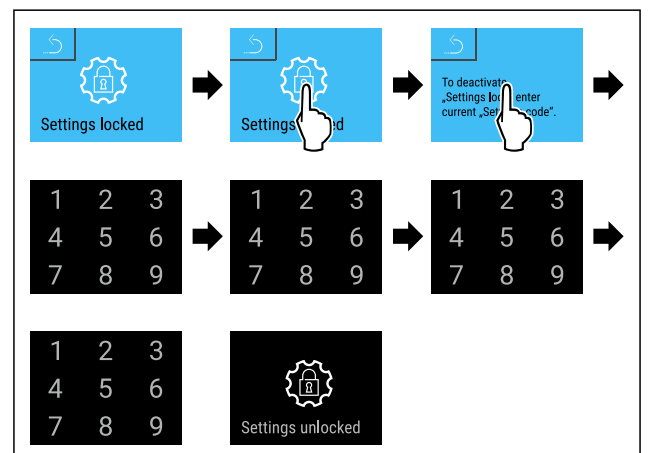 Settings locked
Settings
To deactivate
„Settings enter
current code".
1 2 3
4 5 6
7 8 9
1 2 3
4 5 6
7 8 9
1 2 3
4 5 6
7 8 9
1 2 3
4 5 6
7 8 9
Settings unlocked